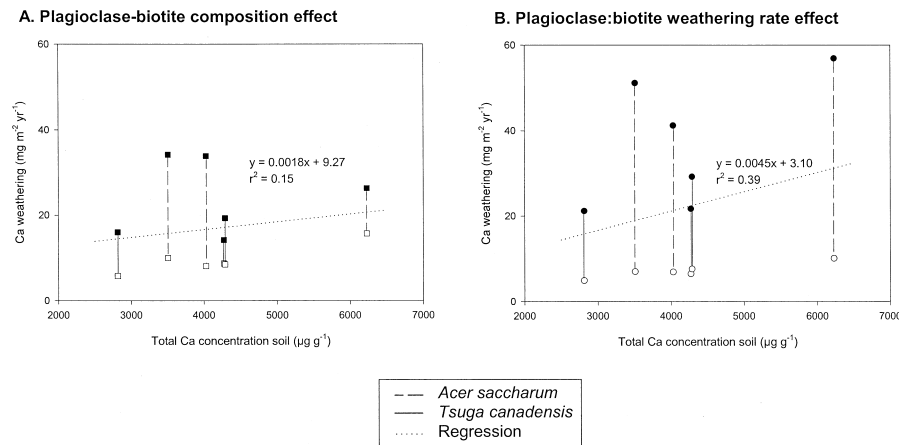 A. Plagioclase-biotite composition effect
60
40
20
0
Ca weathering (mg m⁻² yr⁻¹)
y = 0.0018x + 9.27
r² = 0.15
2000 3000 4000 5000 6000 7000
Total Ca concentration soil (µg g⁻¹)
B. Plagioclase:biotite weathering rate effect
60
40
20
0
Ca weathering (mg m⁻² yr⁻¹)
y = 0.0045x + 3.10
r² = 0.39
2000 3000 4000 5000 6000 7000
Total Ca concentration soil (µg g⁻¹)
Acer saccharum
Tsuga canadensis
Regression